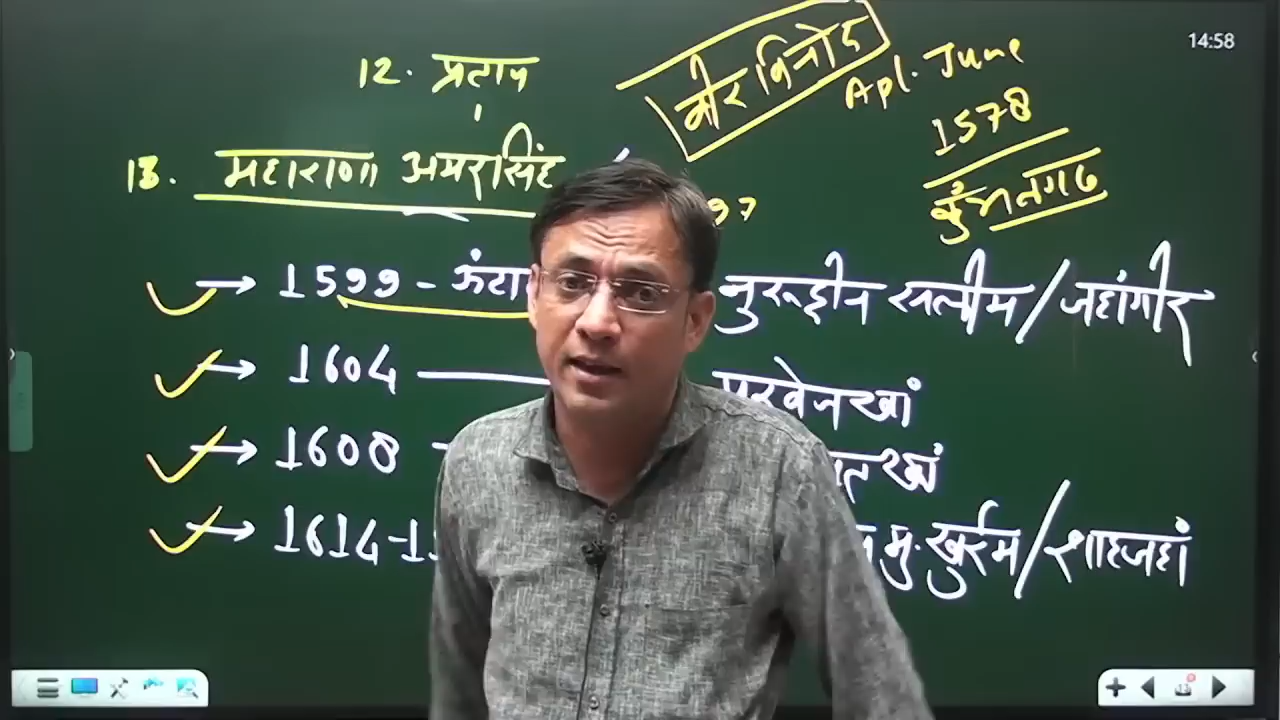 14:58
12. प्रताप
वीर विनोद
Apl. June
1578
कुंभलगढ
13. महाराणा अमरसिंह
97
→ 1599 - ऊंटा नुरूद्दीन सलीम/जहांगीर
→ 1604 — परवेजखां
→ 1608 - खां
→ 1614-1 मु. खुर्रम/शाहजहां